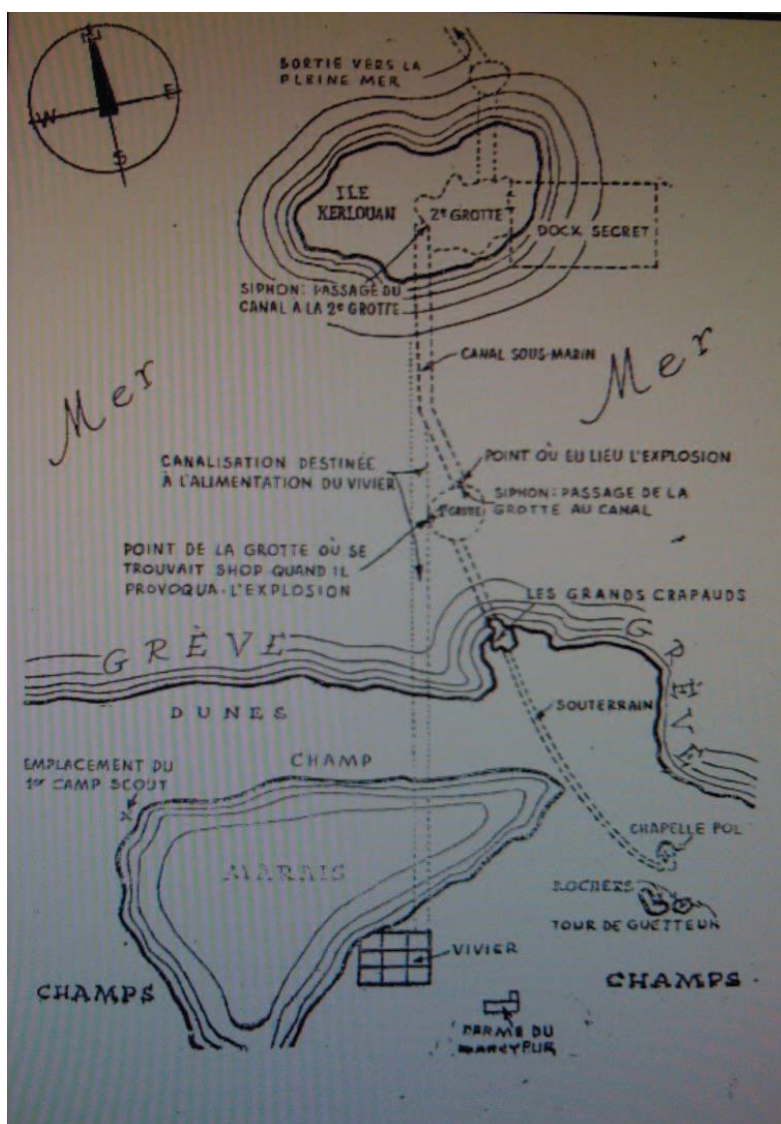 N
W
E
S
SORTIE VERS LA
PLEINE MER
ILE
KERLOUAN
2e GROTTE
DOCK SECRET
SIPHON: PASSAGE DU
CANAL A LA 2e GROTTE
CANAL SOUS-MARIN
Mer
Mer
CANALISATION DESTINÉE
À L'ALIMENTATION DU VIVIER
POINT OÙ EU LIEU L'EXPLOSION
SIPHON: PASSAGE DE LA
GROTTE AU CANAL
GROTTE
POINT DE LA GROTTE OÙ SE
TROUVAIT SHOP QUAND IL
PROVOQUA L'EXPLOSION
LES GRANDS CRAPAUDS
GRÈVE
GRÈVE
DUNES
SOUTERRAIN
EMPLACEMENT DU
1er CAMP SCOUT
CHAMP
CHAPELLE POL
MARAIS
ROCHERS
TOUR DE GUETTEUR
VIVIER
CHAMPS
CHAMPS
FERME DU